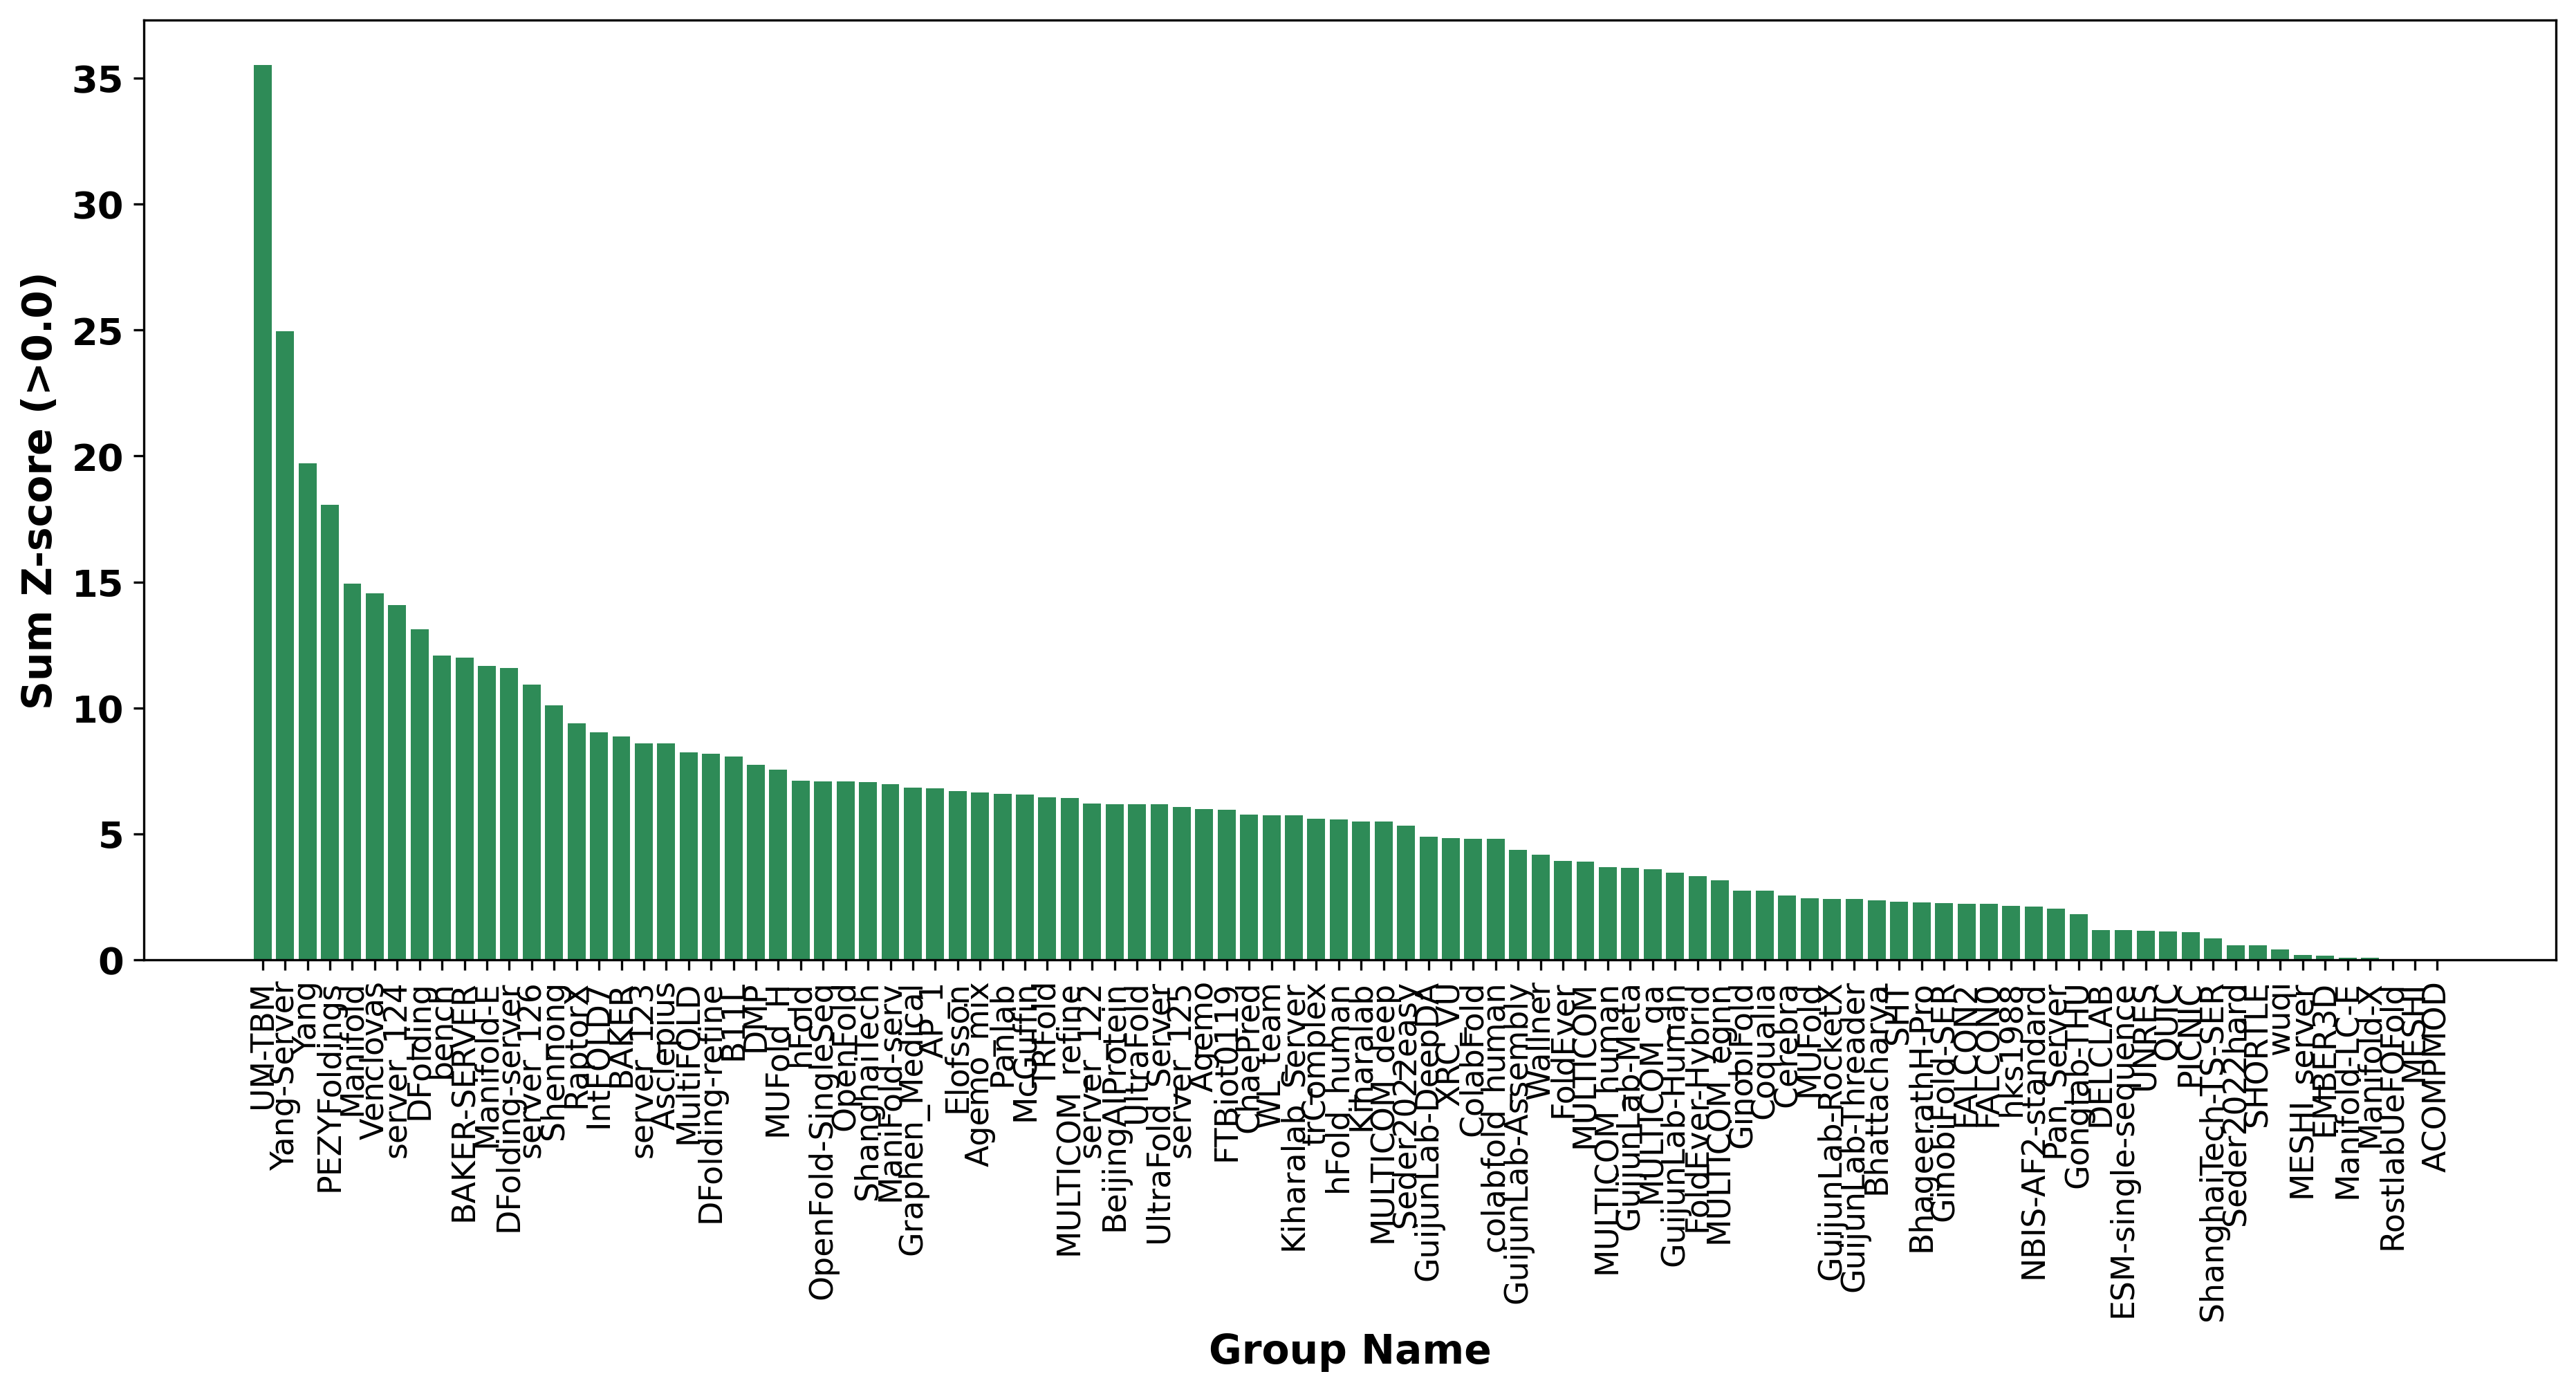 35
30
25
20
15
10
5
0
Sum Z-score (>0.0)
UM-TBM
Yang-Server
Yang
PEZYFoldings
Manifold
Venclovas
server_124
DFolding
bench
BAKER-SERVER
Manifold-E
DFolding-server
server_126
Shennong
RaptorX
IntFOLD7
BAKER
server_123
Asclepius
MultiFOLD
DFolding-refine
B11L
DMP
MUFold_H
hFold
OpenFold-SingleSeq
OpenFold
ShanghaiTech
ManiFold-serv
Graphen_Medical
AP_1
Elofsson
Agemo_mix
Panlab
McGuffin
TRFold
MULTICOM_refine
server_122
BeijingAIProtein
UltraFold
UltraFold_Server
server_125
Agemo
FTBiot0119
ChaePred
WL_team
Kiharalab_Server
trComplex
hFold_human
Kiharalab
MULTICOM_deep
Seder2022easy
GuijunLab-DeepDA
XRC_VU
ColabFold
colabfold_human
GuijunLab-Assembly
Wallner
FoldEver
MULTICOM
MULTICOM_human
GuijunLab-Meta
MULTICOM_qa
GuijunLab-Human
FoldEver-Hybrid
MULTICOM_egnn
GinobiFold
Coqualia
Cerebra
MUFold
GuijunLab-RocketX
GuijunLab-Threader
Bhattacharya
SHT
BhageerathH-Pro
GinobiFold-SER
FALCON2
FALCON0
hks1988
NBIS-AF2-standard
Pan_Server
Gonglab-THU
DELCLAB
ESM-single-sequence
UNRES
QUIC
PICNIC
ShanghaiTech-TS-SER
Seder2022hard
SHORTLE
wuqi
MESHI_server
EMBER3D
Manifold-LC-E
Manifold-X
RostlabUeFOFold
MESHI
ACOMPMOD
Group Name